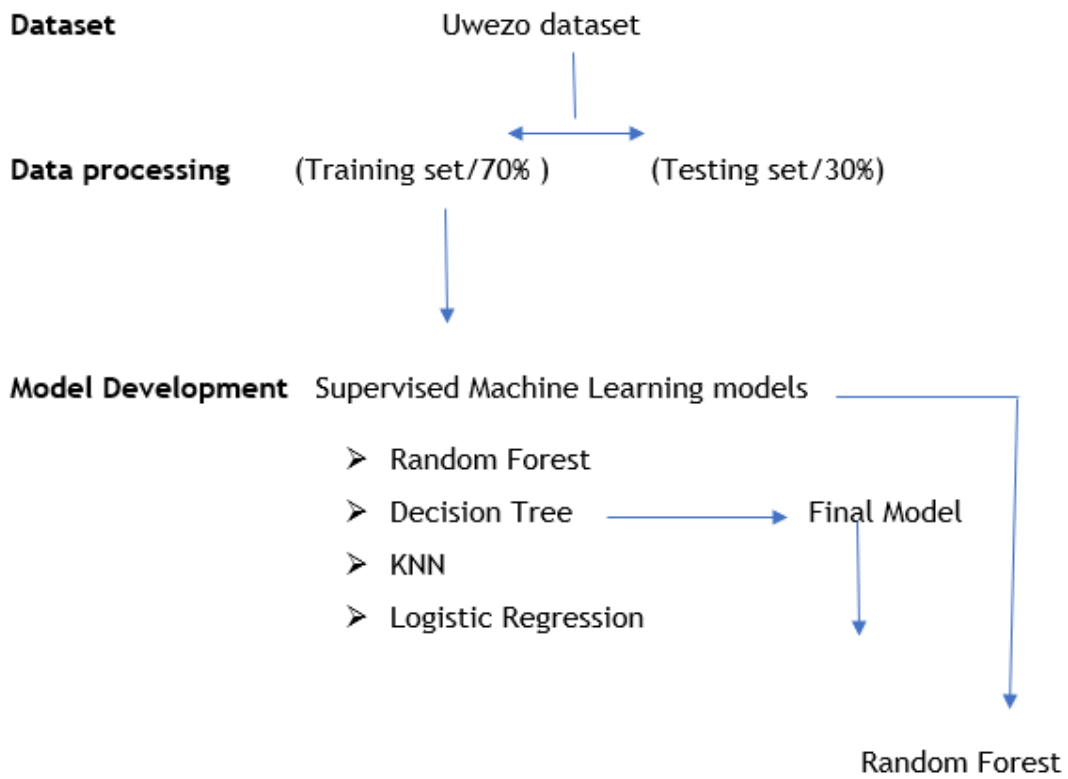 Dataset Uwezo dataset
Data processing (Training set/70% ) (Testing set/30%)
Model Development Supervised Machine Learning models
➢ Random Forest
➢ Decision Tree Final Model
➢ KNN
➢ Logistic Regression
Random Forest